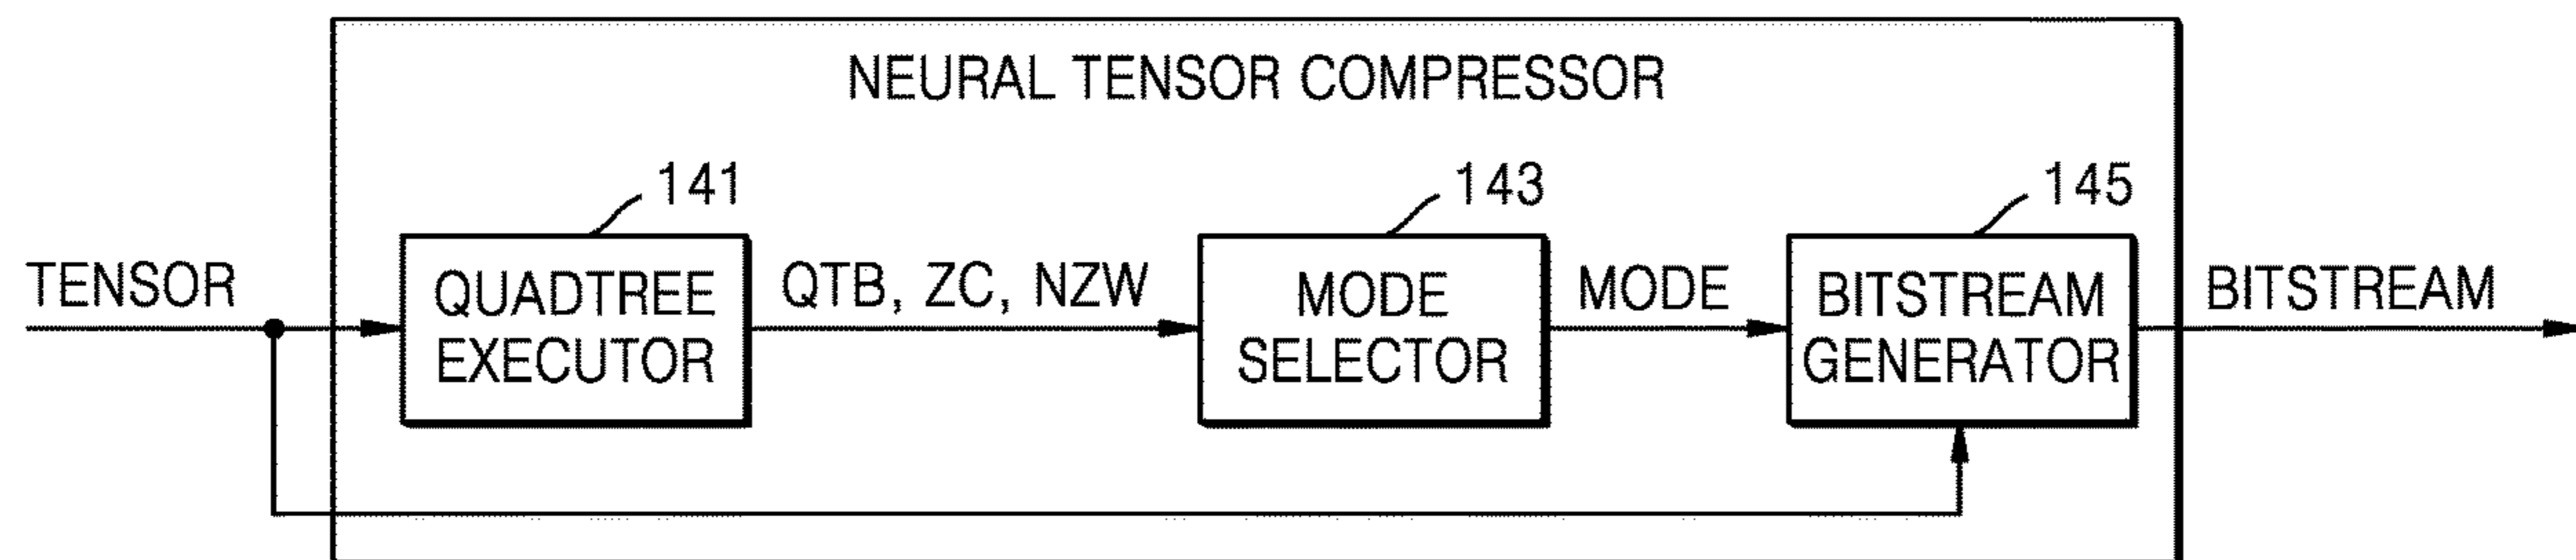 NEURAL TENSOR COMPRESSOR
141
143
145
TENSOR
QUADTREE
EXECUTOR
QTB, ZC, NZW
MODE
SELECTOR
MODE
BITSTREAM
GENERATOR
BITSTREAM